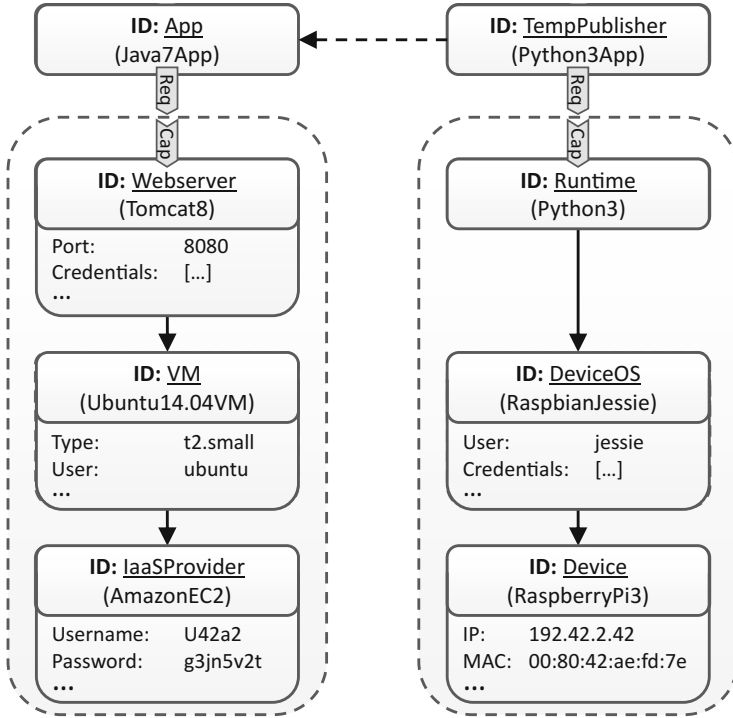 ID: App
(Java7App)
Req
Cap
ID: Webserver
(Tomcat8)
Port: 8080
Credentials: [...]
...
ID: VM
(Ubuntu14.04VM)
Type: t2.small
User: ubuntu
...
ID: IaaSProvider
(AmazonEC2)
Username: U42a2
Password: g3jn5v2t
...
ID: TempPublisher
(Python3App)
Req
Cap
ID: Runtime
(Python3)
ID: DeviceOS
(RaspbianJessie)
User: jessie
Credentials: [...]
...
ID: Device
(RaspberryPi3)
IP: 192.42.2.42
MAC: 00:80:42:ae:fd:7e
...